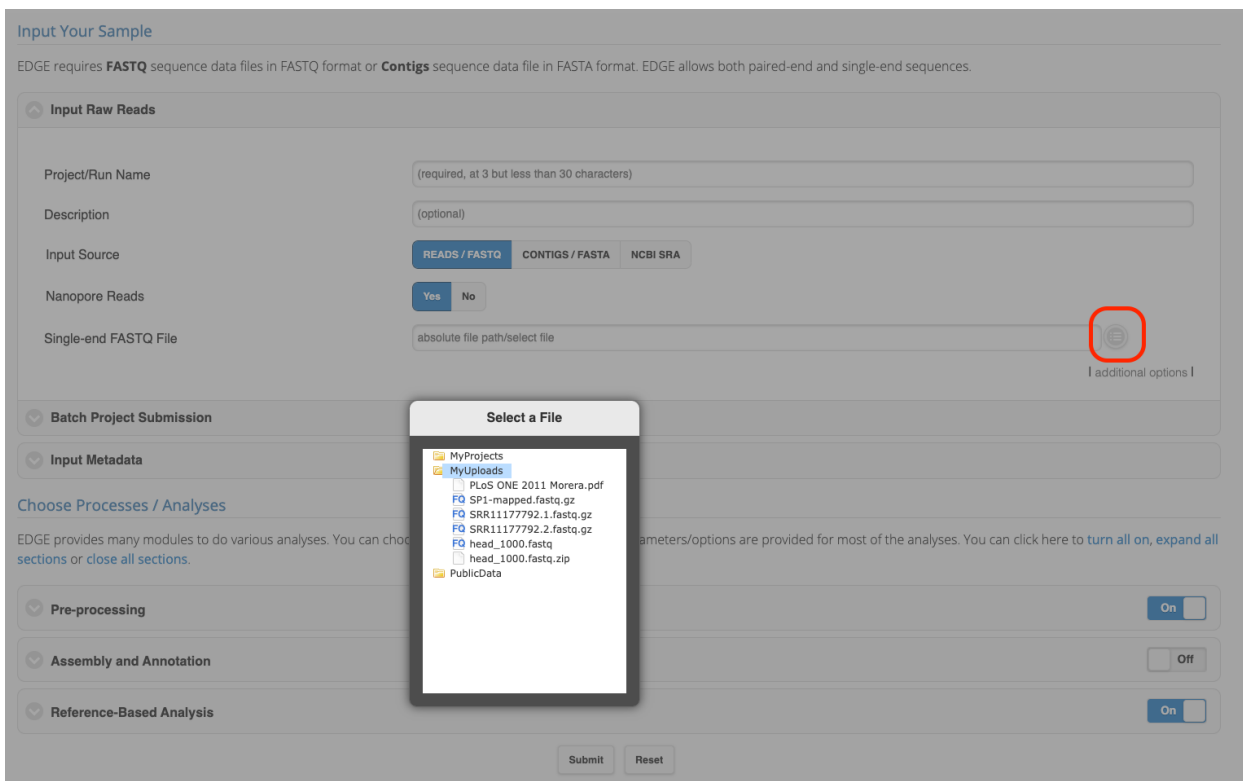 Input Your Sample
EDGE requires FASTQ sequence data files in FASTQ format or Contigs sequence data file in FASTA format. EDGE allows both paired-end and single-end sequences.
Input Raw Reads
Project/Run Name
(required, at 3 but less than 30 characters)
Description
(optional)
Input Source
READS / FASTQ CONTIGS / FASTA NCBI SRA
Nanopore Reads
Yes No
Single-end FASTQ File
absolute file path/select file
| additional options |
Batch Project Submission
Input Metadata
Select a File
MyProjects
MyUploads
PLoS ONE 2011 Morera.pdf
FQ SP1-mapped.fastq.gz
FQ SRR11177792.1.fastq.gz
FQ SRR11177792.2.fastq.gz
FQ head_1000.fastq
head_1000.fastq.zip
PublicData
Choose Processes / Analyses
EDGE provides many modules to do various analyses. You can choo ameters/options are provided for most of the analyses. You can click here to turn all on, expand all
sections or close all sections.
Pre-processing
On
Assembly and Annotation
Off
Reference-Based Analysis
On
Submit Reset